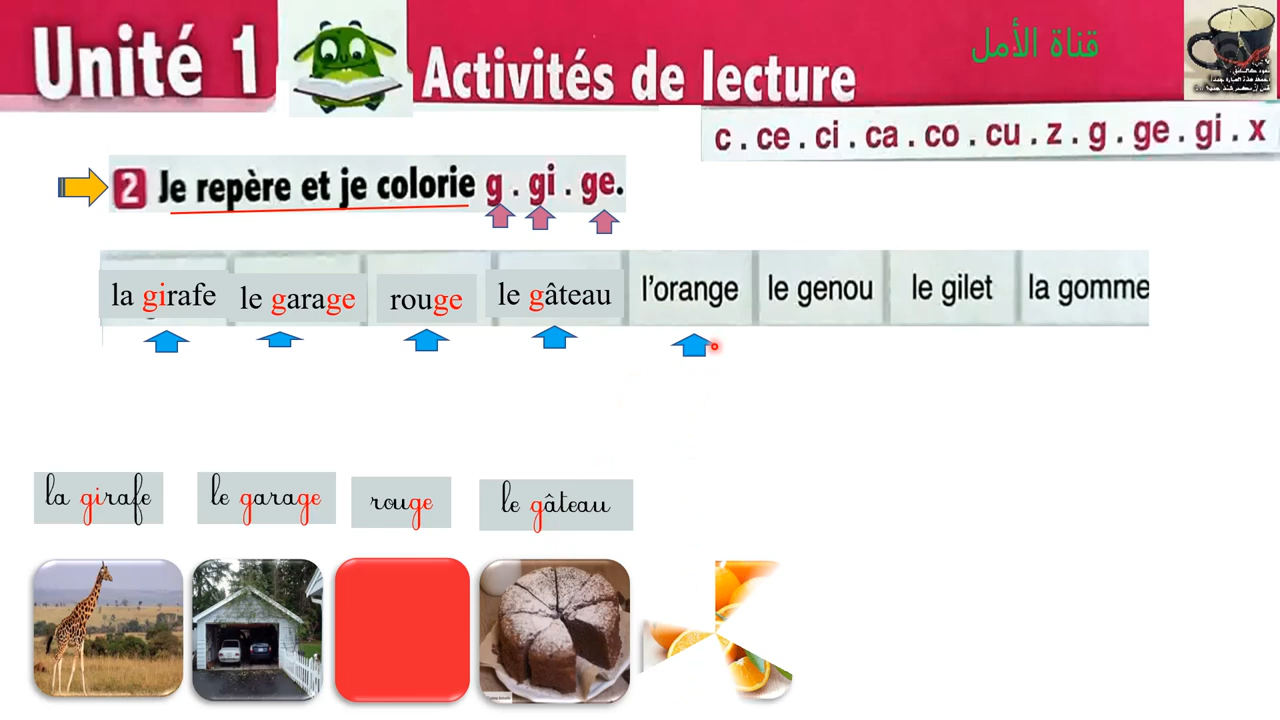 Unité 1
Activités de lecture
قناة الأمل
c . ce . ci . ca . co . cu . z . g . ge . gi . x
2 Je repère et je colorie g . gi . ge.
la girafe le garage rouge le gâteau l'orange le genou le gilet la gomme
la girafe le garage rouge le gâteau